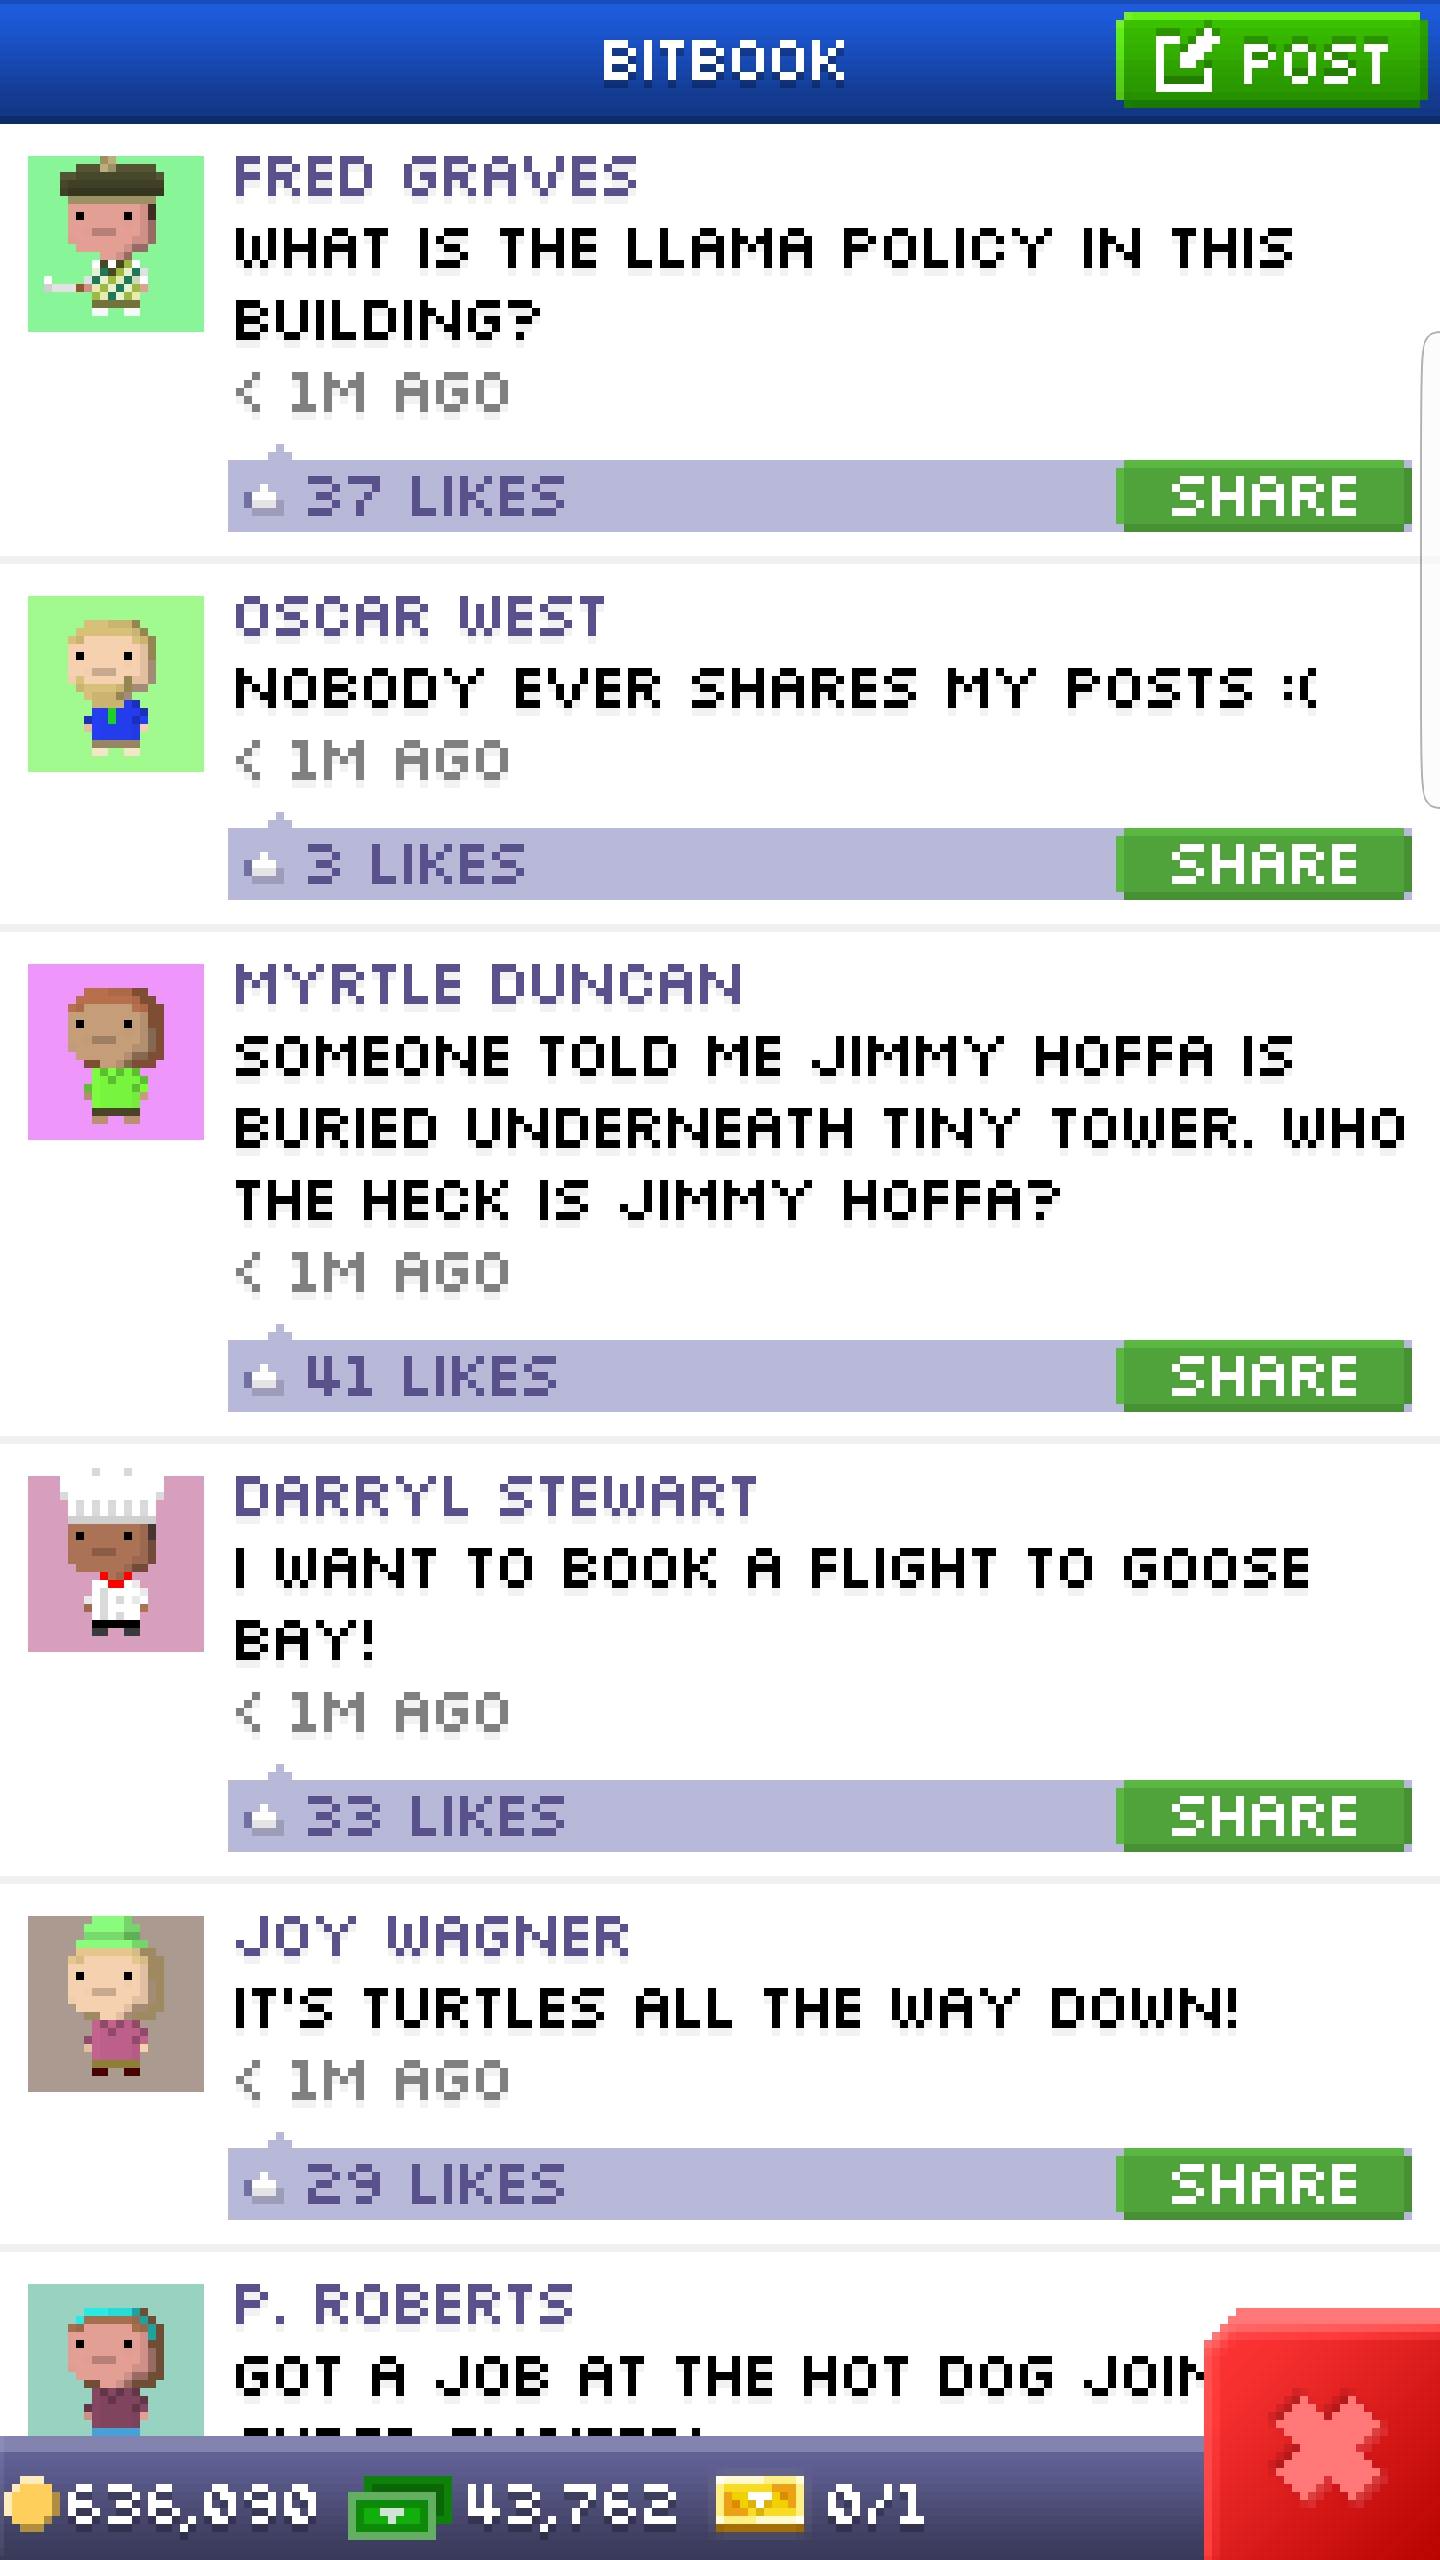 BITBOOK
POST
FRED GRAVES
WHAT IS THE LLAMA POLICY IN THIS
BUILDING?
< 1M AGO
37 LIKES
SHARE
OSCAR WEST
NOBODY EVER SHARES MY POSTS :(
< 1M AGO
3 LIKES
SHARE
MYRTLE DUNCAN
SOMEONE TOLD ME JIMMY HOFFA IS
BURIED UNDERNEATH TINY TOWER. WHO
THE HECK IS JIMMY HOFFA?
< 1M AGO
41 LIKES
SHARE
DARRYL STEWART
I WANT TO BOOK A FLIGHT TO GOOSE
BAY!
< 1M AGO
33 LIKES
SHARE
JOY WAGNER
IT'S TURTLES ALL THE WAY DOWN!
< 1M AGO
29 LIKES
SHARE
P. ROBERTS
GOT A JOB AT THE HOT DOG
636,090
43,762
0/1